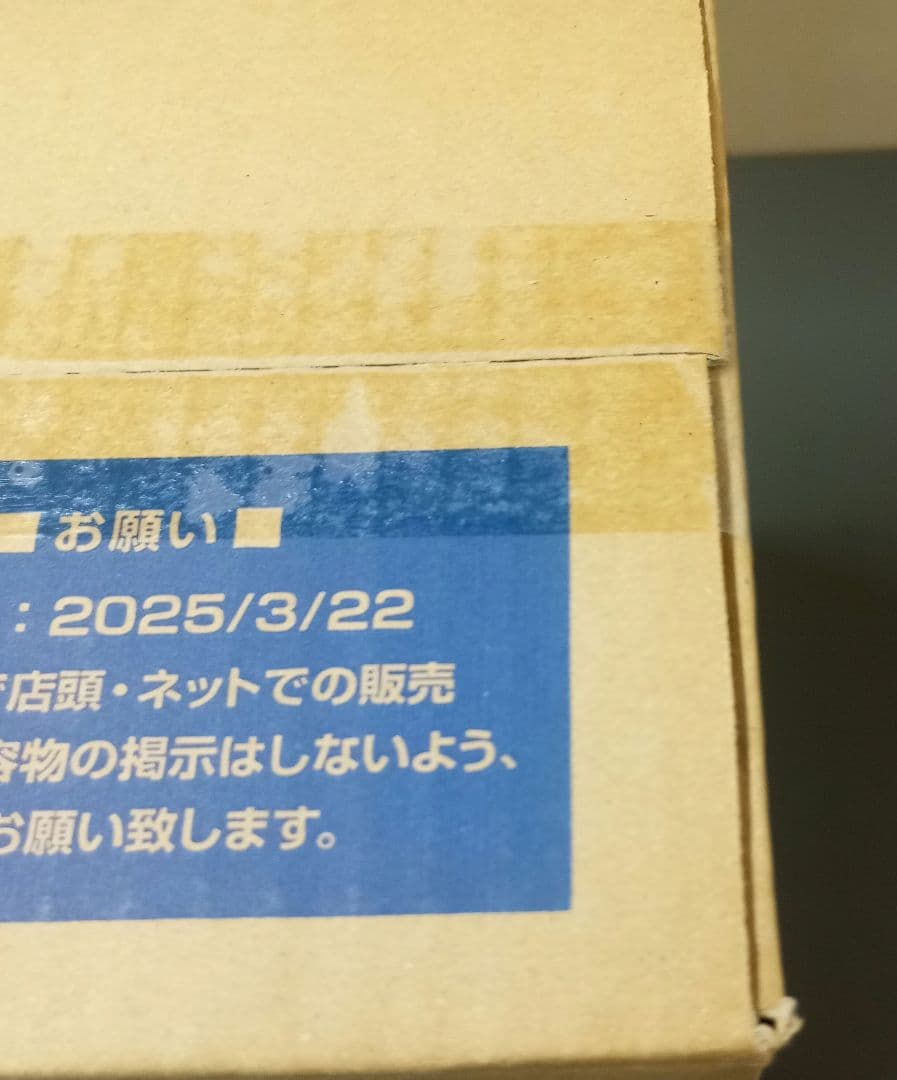 ■お願い■
：2025/3/22
店頭・ネットでの販売
容物の掲示はしないよう、
お願い致します。